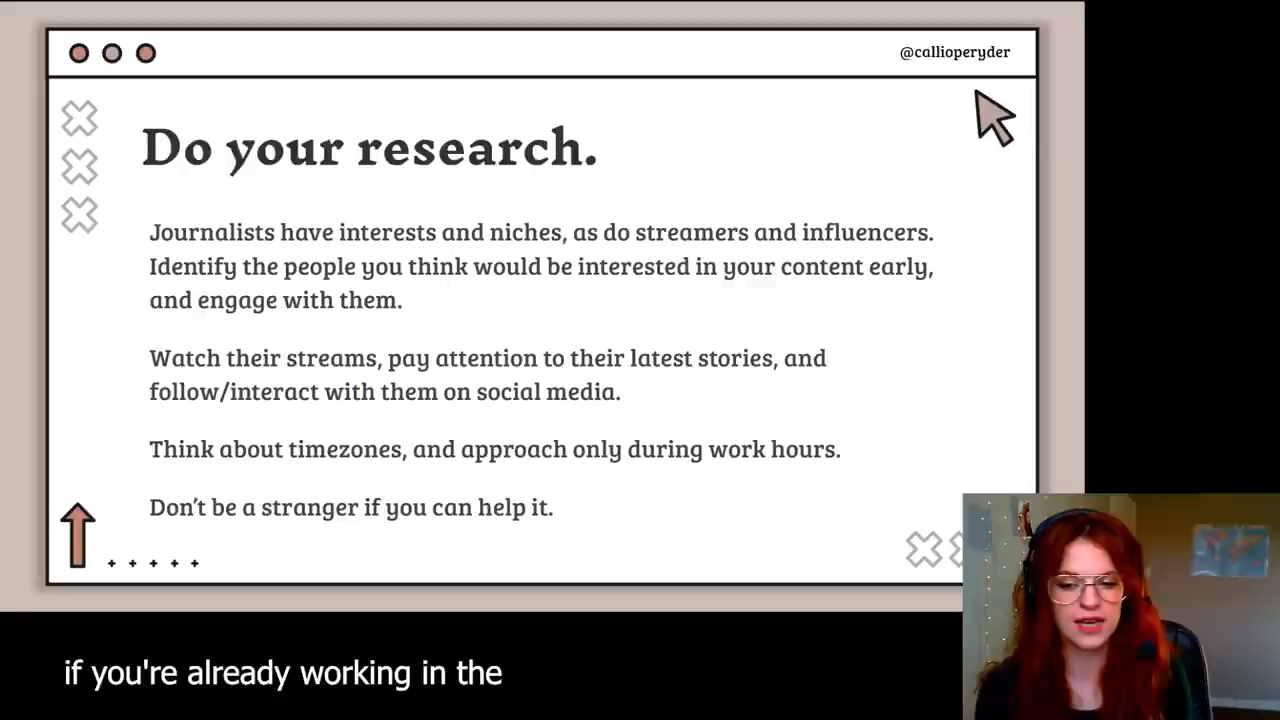 @callioperyder
Do your research.
Journalists have interests and niches, as do streamers and influencers.
Identify the people you think would be interested in your content early,
and engage with them.
Watch their streams, pay attention to their latest stories, and
follow/interact with them on social media.
Think about timezones, and approach only during work hours.
Don't be a stranger if you can help it.
if you're already working in the